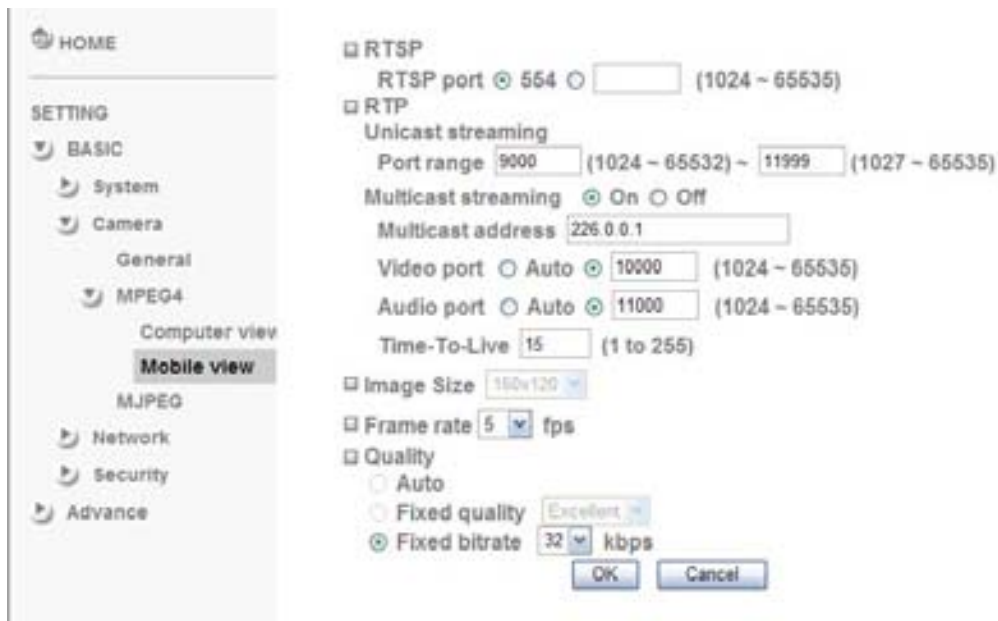 HOME
SETTING
BASIC
System
Camera
General
MPEG4
Computer view
Mobile view
MJPEG
Network
Security
Advance
RTSP
RTSP port 554 (1024 ~ 65535)
RTP
Unicast streaming
Port range 9000 (1024 ~ 65532) ~ 11999 (1027 ~ 65535)
Multicast streaming On Off
Multicast address 226.0.0.1
Video port Auto 10000 (1024 ~ 65535)
Audio port Auto 11000 (1024 ~ 65535)
Time-To-Live 15 (1 to 255)
Image Size 160x120
Frame rate 5 fps
Quality
Auto
Fixed quality Excellent
Fixed bitrate 32 kbps
OK Cancel